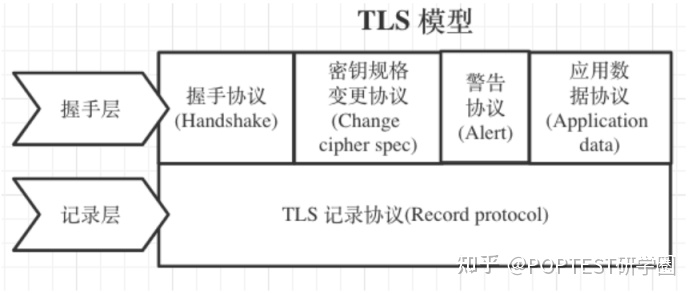 TLS 模型
握手层
握手协议
(Handshake)
密钥规格
变更协议
(Change
cipher spec)
警告
协议
(Alert)
应用数
据协议
(Application
data)
记录层
TLS 记录协议(Record protocol)
知乎 @POPTEST研学圈